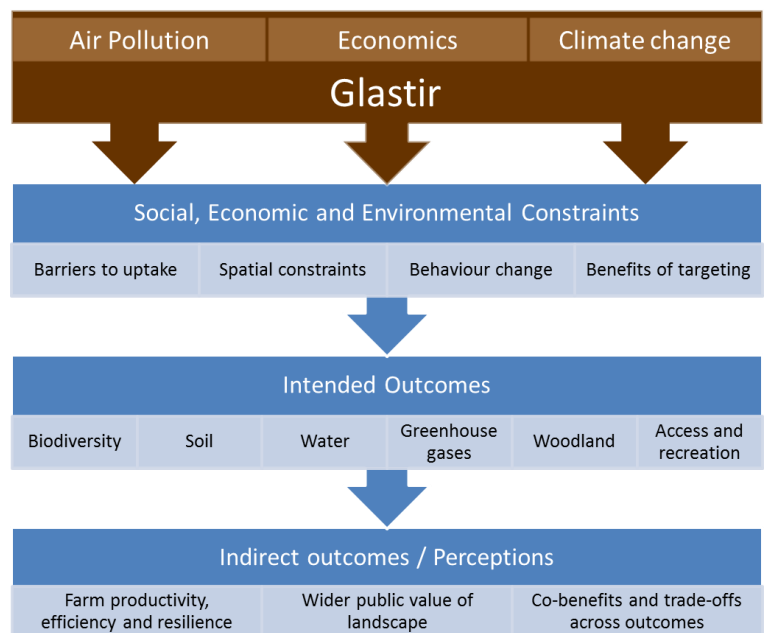 Air Pollution
Economics
Climate change
Glastir
Social, Economic and Environmental Constraints
Barriers to uptake
Spatial constraints
Behaviour change
Benefits of targeting
Intended Outcomes
Biodiversity
Soil
Water
Greenhouse
gases
Woodland
Access and
recreation
Indirect outcomes / Perceptions
Farm productivity,
efficiency and resilience
Wider public value of
landscape
Co-benefits and trade-offs
across outcomes